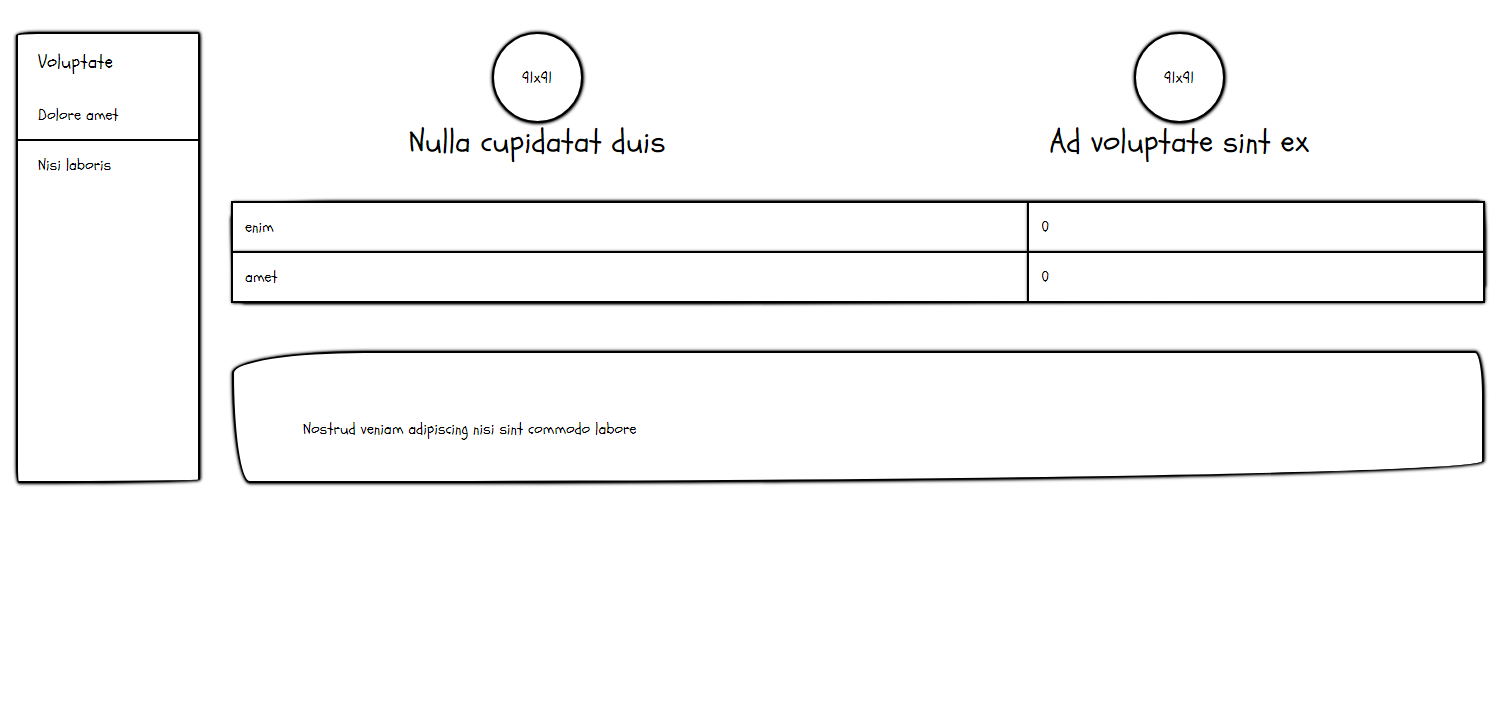 Voluptate
Dolore amet
Nisi laboris
91x91
Nulla cupidatat duis
91x91
Ad voluptate sint ex
enim 0
amet 0
Nostrud veniam adipiscing nisi sint commodo labore